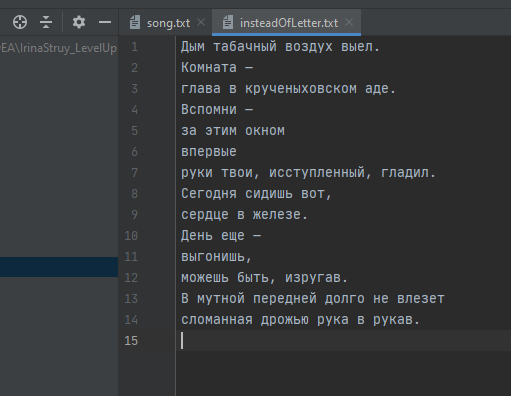 song.txt
insteadOfLetter.txt
EA\IrinaStruy_LevelUp
1 Дым табачный воздух выел.
2 Комната —
3 глава в крученыховском аде.
4 Вспомни —
5 за этим окном
6 впервые
7 руки твои, исступленный, гладил.
8 Сегодня сидишь вот,
9 сердце в железе.
10 День еще —
11 выгонишь,
12 можешь быть, изругав.
13 В мутной передней долго не влезет
14 сломанная дрожью рука в рукав.
15